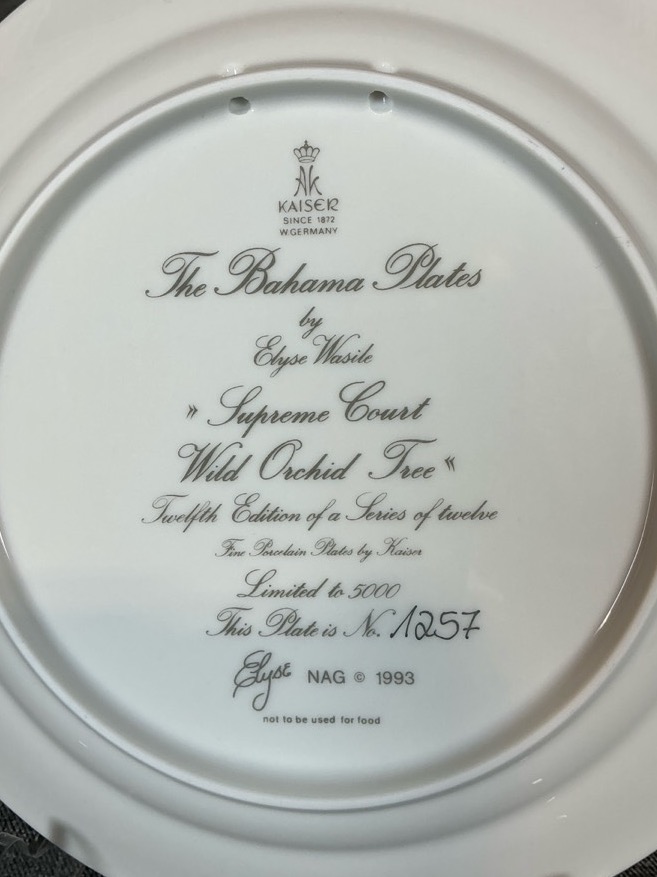 AK
KAISER
SINCE 1872
W.GERMANY
The Bahama Plates
by
Elyse Wasile
» Supreme Court
Wild Orchid Tree «
Twelfth Edition of a Series of twelve
Fine Porcelain Plates by Kaiser
Limited to 5000
This Plate is No. 1257
Elyse NAG © 1993
not to be used for food